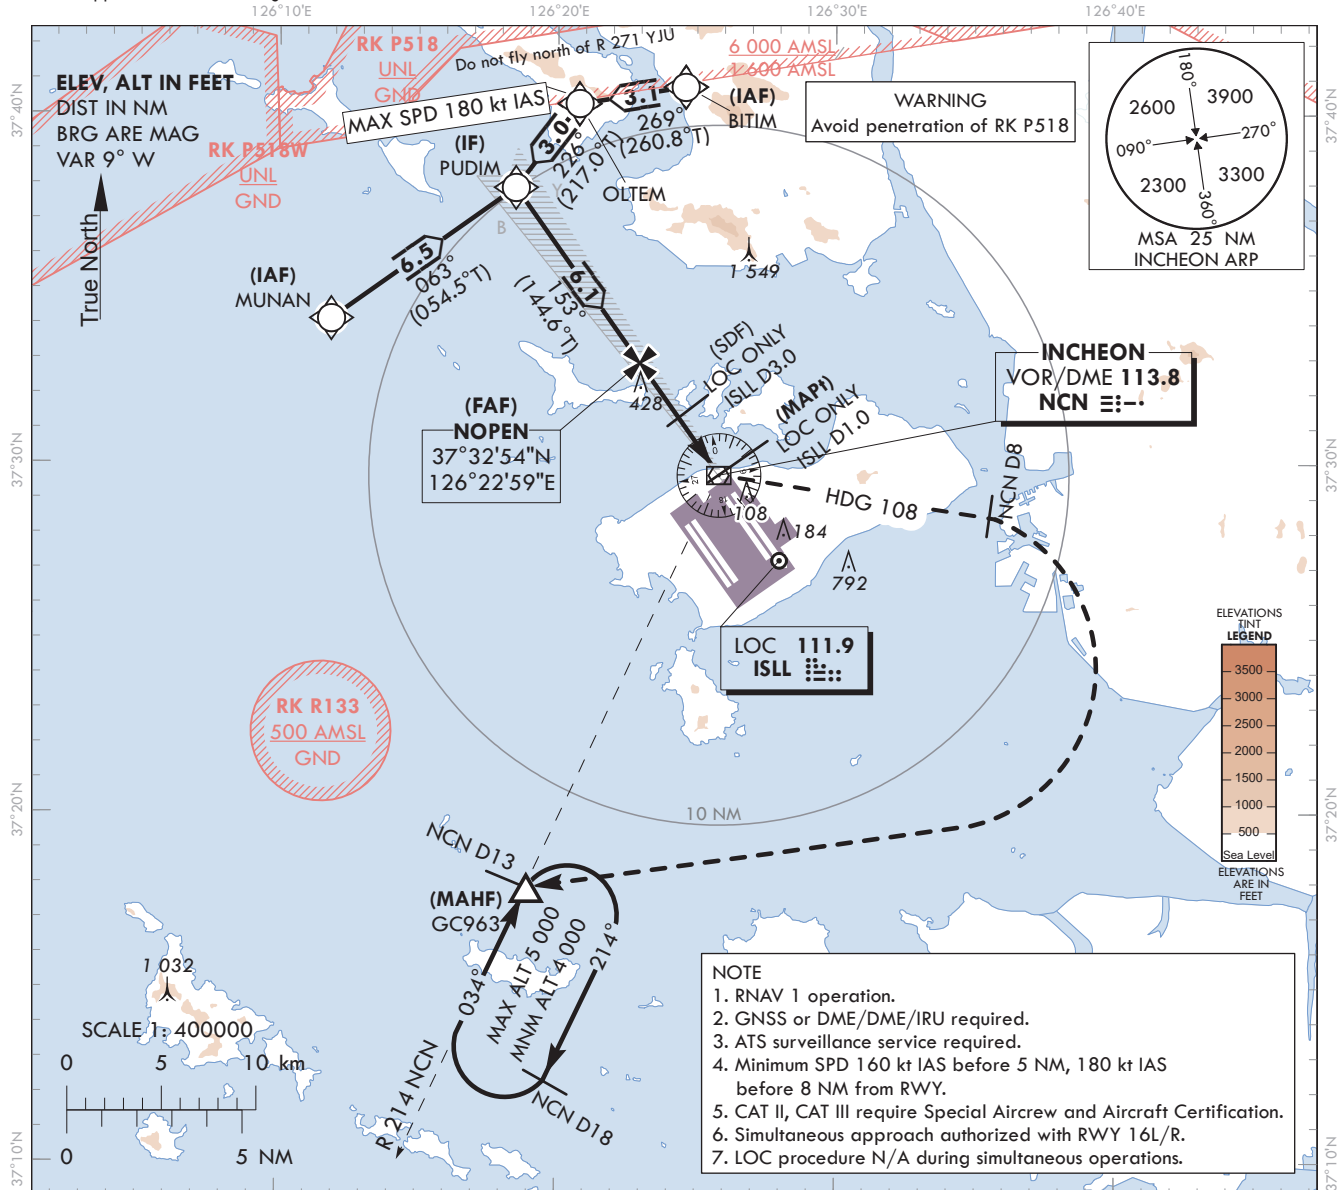 126°10'E
126°20'E
126°30'E
126°40'E
37°40'N
37°30'N
37°20'N
37°10'N
37°40'N
37°30'N
37°20'N
37°10'N
ELEV, ALT IN FEET
DIST IN NM
BRG ARE MAG
VAR 9° W
True North
RK P518
UNL
GND
RK P518W
UNL
GND
Do not fly north of R 271 YJU
6 000 AMSL
1 600 AMSL
MAX SPD 180 kt IAS
(IAF)
BITIM
3.1
269°
(260.8°T)
OLTEM
3.0
226°
(217.0°T)
(IF)
PUDIM
Y
B
(IAF)
MUNAN
6.5
063°
(054.5°T)
6.1
153°
(144.6°T)
WARNING
Avoid penetration of RK P518
180°
3900
2600
270°
090°
3300
2300
360°
MSA 25 NM
INCHEON ARP
1 549
(SDF)
LOC ONLY
ISLL D3.0
(MAPt)
LOC ONLY
ISLL D1.0
428
(FAF)
NOPEN
37°32'54"N
126°22'59"E
INCHEON
VOR/DME 113.8
NCN
NCN D8
HDG 108
108
184
792
LOC 111.9
ISLL
RK R133
500 AMSL
GND
10 NM
ELEVATIONS
TINT
LEGEND
3500
3000
2500
2000
1500
1000
500
Sea Level
ELEVATIONS
ARE IN
FEET
NCN D13
(MAHF)
GC963
034°
MAX ALT 5 000
MNM ALT 4 000
214°
NCN D18
R 214 NCN
1 032
SCALE 1: 400000
0 5 10 km
0 5 NM
NOTE
1. RNAV 1 operation.
2. GNSS or DME/DME/IRU required.
3. ATS surveillance service required.
4. Minimum SPD 160 kt IAS before 5 NM, 180 kt IAS
before 8 NM from RWY.
5. CAT II, CAT III require Special Aircrew and Aircraft Certification.
6. Simultaneous approach authorized with RWY 16L/R.
7. LOC procedure N/A during simultaneous operations.